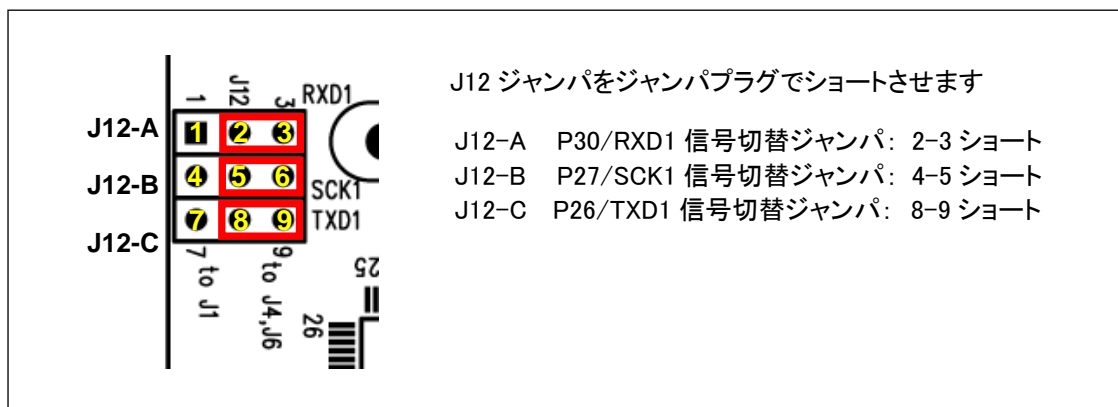 J12 ジャンパをジャンパプラグでショートさせます
J12-A P30/RXD1 信号切替ジャンパ: 2-3 ショート
J12-B P27/SCK1 信号切替ジャンパ: 4-5 ショート
J12-C P26/TXD1 信号切替ジャンパ: 8-9 ショート
1 J12 3 RXD1
J12-A 1 2 3
J12-B 4 5 6 SCK1
J12-C 7 8 9 TXD1
7 to J1
9 to J4,J6
25
26